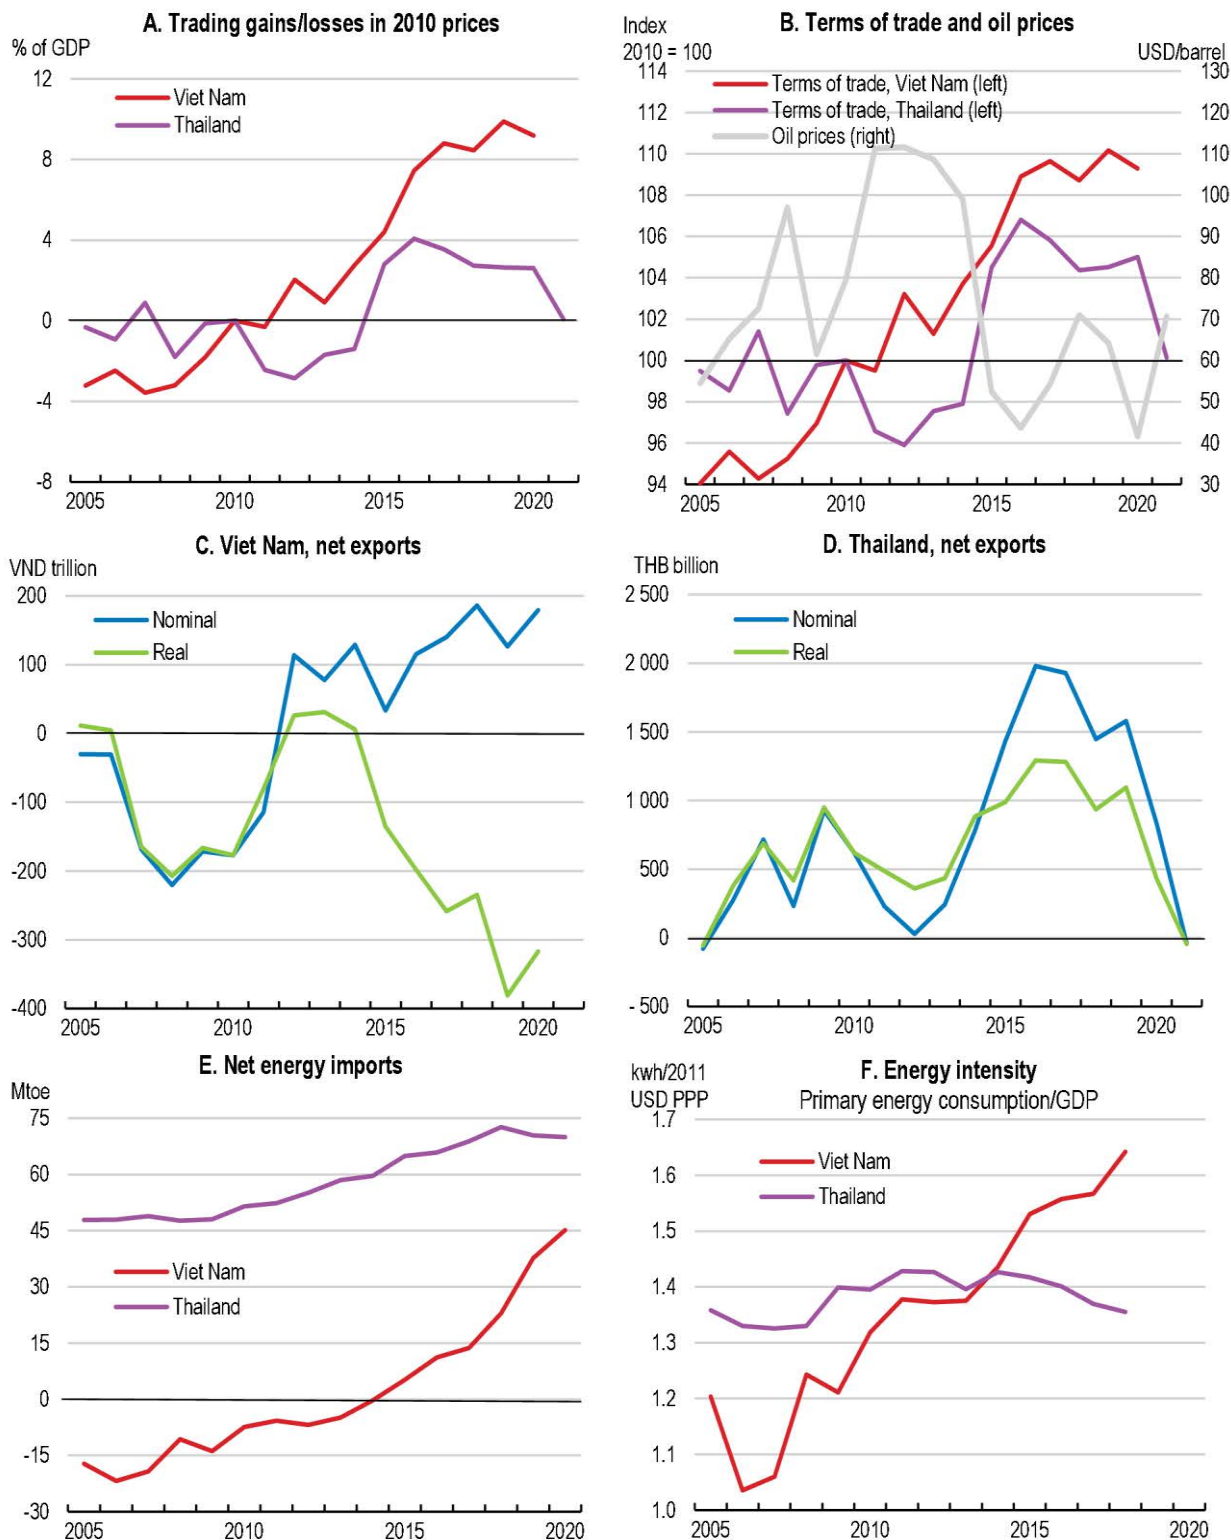 A. Trading gains/losses in 2010 prices
% of GDP
12
8
4
0
-4
-8
Viet Nam
Thailand
2005 2010 2015 2020
B. Terms of trade and oil prices
Index
2010 = 100
USD/barrel
114
112
110
108
106
104
102
100
98
96
94
Terms of trade, Viet Nam (left)
Terms of trade, Thailand (left)
Oil prices (right)
130
120
110
100
90
80
70
60
50
40
30
2005 2010 2015 2020
C. Viet Nam, net exports
VND trillion
200
100
0
-100
-200
-300
-400
Nominal
Real
2005 2010 2015 2020
D. Thailand, net exports
THB billion
2 500
2 000
1 500
1 000
500
0
- 500
Nominal
Real
2005 2010 2015 2020
E. Net energy imports
Mtoe
75
60
45
30
15
0
-15
-30
Viet Nam
Thailand
2005 2010 2015 2020
F. Energy intensity
Primary energy consumption/GDP
kwh/2011
USD PPP
1.7
1.6
1.5
1.4
1.3
1.2
1.1
1.0
Viet Nam
Thailand
2005 2010 2015 2020